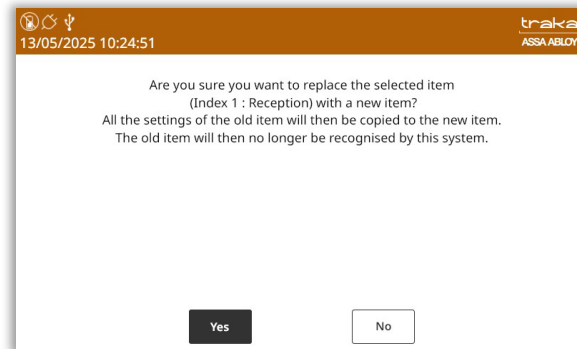 13/05/2025 10:24:51
traka
ASSA ABLOY
Are you sure you want to replace the selected item
(Index 1 : Reception) with a new item?
All the settings of the old item will then be copied to the new item.
The old item will then no longer be recognised by this system.
Yes
No